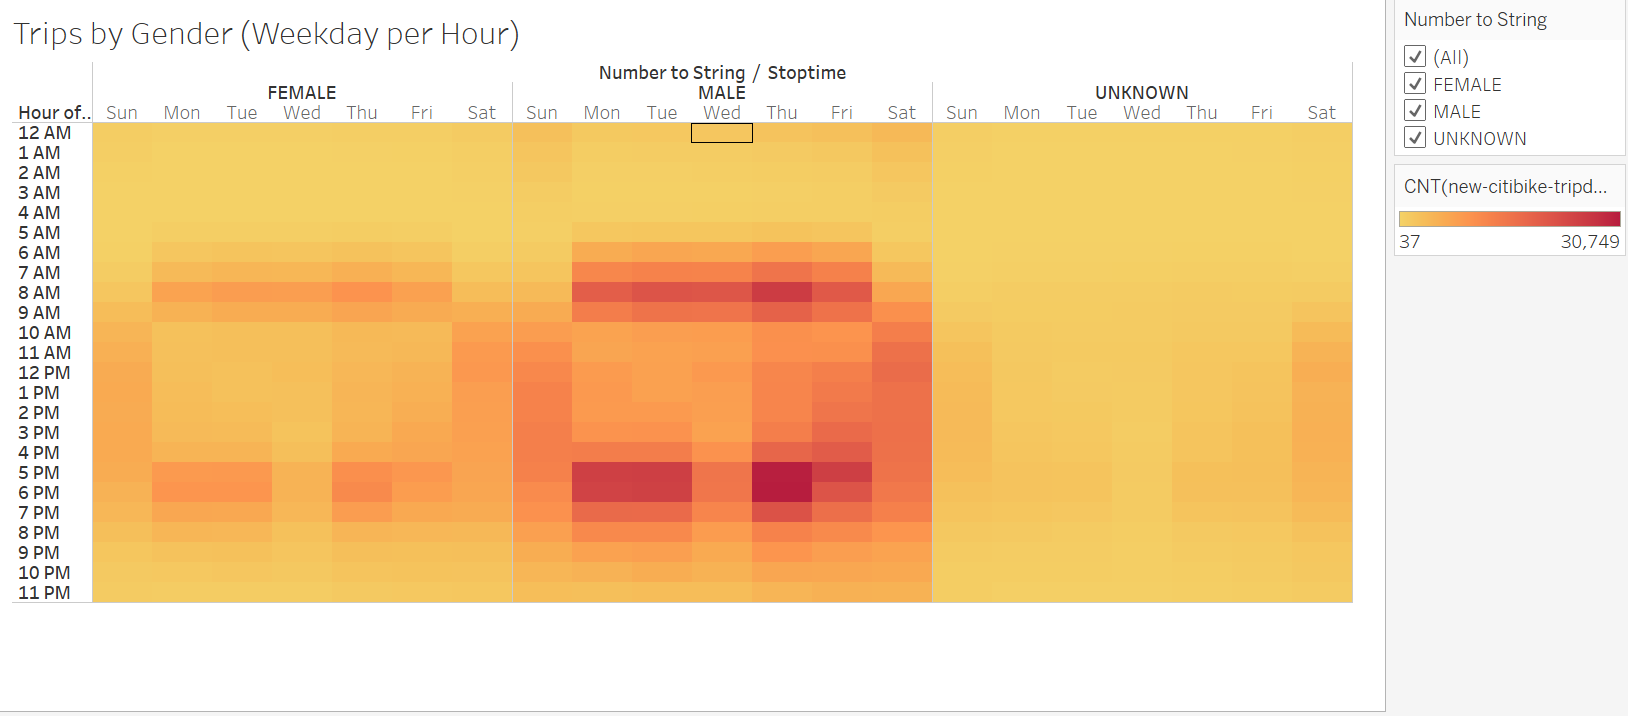 Trips by Gender (Weekday per Hour)
Number to String / Stoptime
FEMALE MALE UNKNOWN
Hour of.. Sun Mon Tue Wed Thu Fri Sat Sun Mon Tue Wed Thu Fri Sat Sun Mon Tue Wed Thu Fri Sat
12 AM
1 AM
2 AM
3 AM
4 AM
5 AM
6 AM
7 AM
8 AM
9 AM
10 AM
11 AM
12 PM
1 PM
2 PM
3 PM
4 PM
5 PM
6 PM
7 PM
8 PM
9 PM
10 PM
11 PM
Number to String
(All)
FEMALE
MALE
UNKNOWN
CNT(new-citibike-tripd...
37 30,749